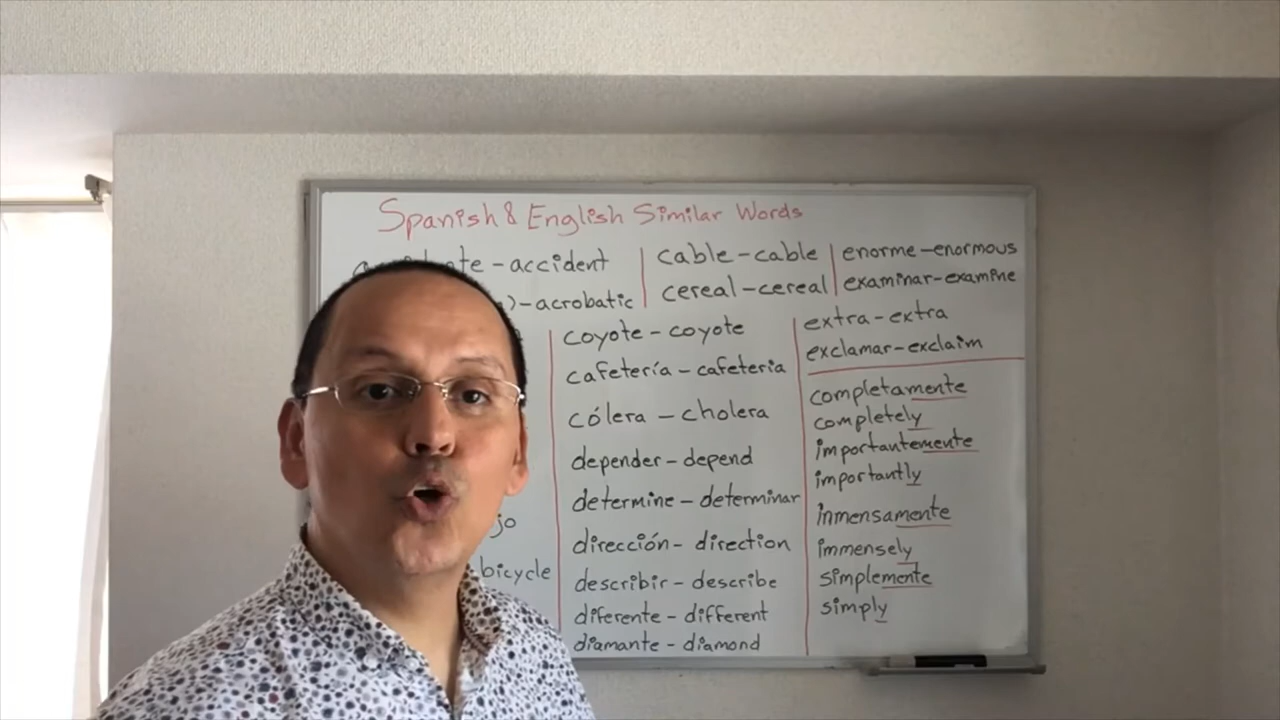 Spanish & English Similar Words
- accident
- acrobatic
jo
bicycle
cable - cable
cereal - cereal
coyote - coyote
cafetería - cafeteria
cólera - cholera
depender - depend
determine - determinar
dirección - direction
describir - describe
diferente - different
diamante - diamond
enorme - enormous
examinar - examine
extra - extra
exclamar - exclaim
completamente
completely
importantemente
importantly
inmensamente
immensely
simplemente
simply